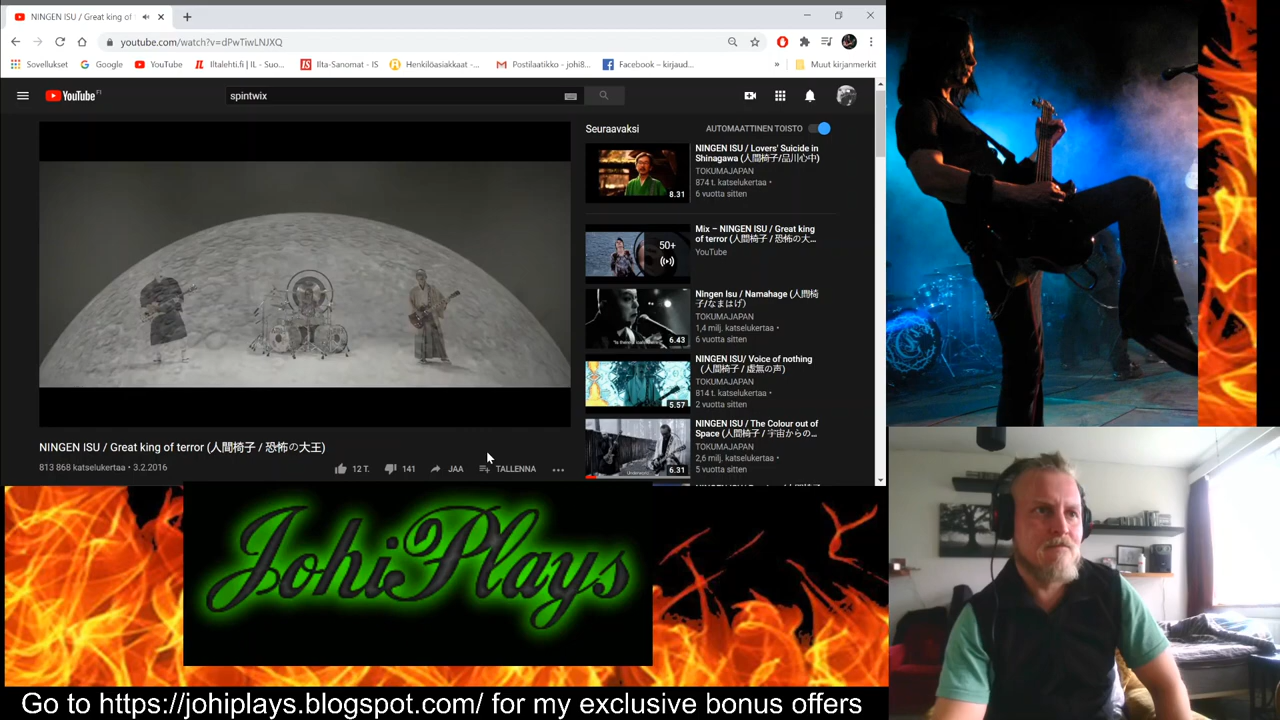 NINGEN ISU / Great king of t
youtube.com/watch?v=dPwTiwLNJXQ
Sovellukset
Google
YouTube
Iltalehti.fi | IL - Suo...
Ilta-Sanomat - IS
Henkilöasiakkaat -...
Postilaatikko - johi8...
Facebook – kirjaud...
»
Muut kirjanmerkit
YouTube FI
spintwix
Seuraavaksi
AUTOMAATTINEN TOISTO
NINGEN ISU / Lovers' Suicide in
Shinagawa (人間椅子/品川心中)
TOKUMAJAPAN
874 t. katselukertaa •
6 vuotta sitten
8.31
Mix – NINGEN ISU / Great king
of terror (人間椅子 / 恐怖の大...
YouTube
50+
Ningen Isu / Namahage (人間椅
子/なまはげ)
TOKUMAJAPAN
1,4 milj. katselukertaa •
6 vuotta sitten
6.43
NINGEN ISU/ Voice of nothing
(人間椅子 / 虚無の声)
TOKUMAJAPAN
814 t. katselukertaa •
2 vuotta sitten
5.57
NINGEN ISU / The Colour out of
Space (人間椅子 / 宇宙からの...
TOKUMAJAPAN
2,6 milj. katselukertaa •
5 vuotta sitten
6.31
NINGEN ISU / Great king of terror (人間椅子 / 恐怖の大王)
813 868 katselukertaa • 3.2.2016
12 T.
141
JAA
TALLENNA
JohiPlays
Go to https://johiplays.blogspot.com/ for my exclusive bonus offers